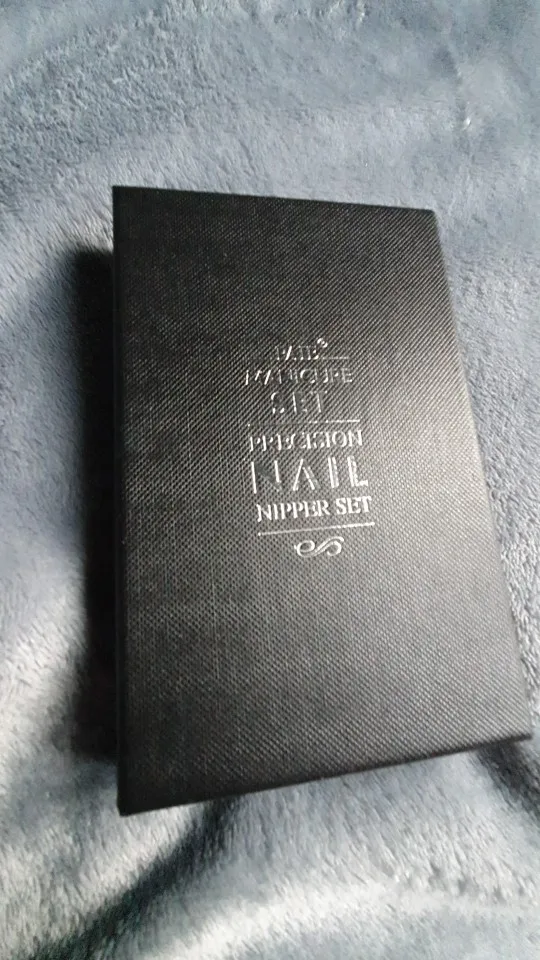 MANICURE
SET
PRECISION
NAIL
NIPPER SET